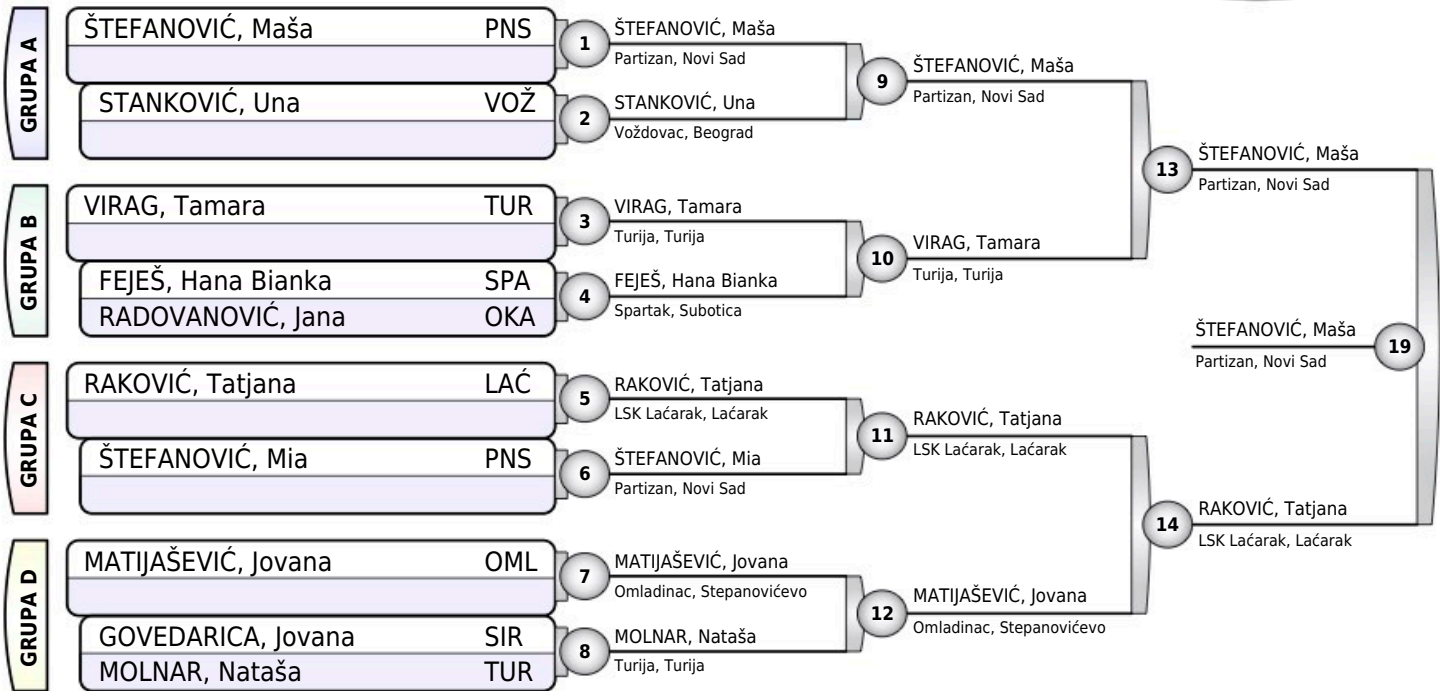 GRUPA A
ŠTEFANOVIĆ, Maša PNS
STANKOVIĆ, Una VOŽ
GRUPA B
VIRAG, Tamara TUR
FEJEŠ, Hana Bianka SPA
RADOVANOVIĆ, Jana OKA
GRUPA C
RAKOVIĆ, Tatjana LAĆ
ŠTEFANOVIĆ, Mia PNS
GRUPA D
MATIJAŠEVIĆ, Jovana OML
GOVEDARICA, Jovana SIR
MOLNAR, Nataša TUR
1
ŠTEFANOVIĆ, Maša
Partizan, Novi Sad
2
STANKOVIĆ, Una
Voždovac, Beograd
3
VIRAG, Tamara
Turija, Turija
4
FEJEŠ, Hana Bianka
Spartak, Subotica
5
RAKOVIĆ, Tatjana
LSK Laćarak, Laćarak
6
ŠTEFANOVIĆ, Mia
Partizan, Novi Sad
7
MATIJAŠEVIĆ, Jovana
Omladinac, Stepanovićevo
8
MOLNAR, Nataša
Turija, Turija
9
ŠTEFANOVIĆ, Maša
Partizan, Novi Sad
10
VIRAG, Tamara
Turija, Turija
11
RAKOVIĆ, Tatjana
LSK Laćarak, Laćarak
12
MATIJAŠEVIĆ, Jovana
Omladinac, Stepanovićevo
13
ŠTEFANOVIĆ, Maša
Partizan, Novi Sad
14
RAKOVIĆ, Tatjana
LSK Laćarak, Laćarak
ŠTEFANOVIĆ, Maša
Partizan, Novi Sad
19